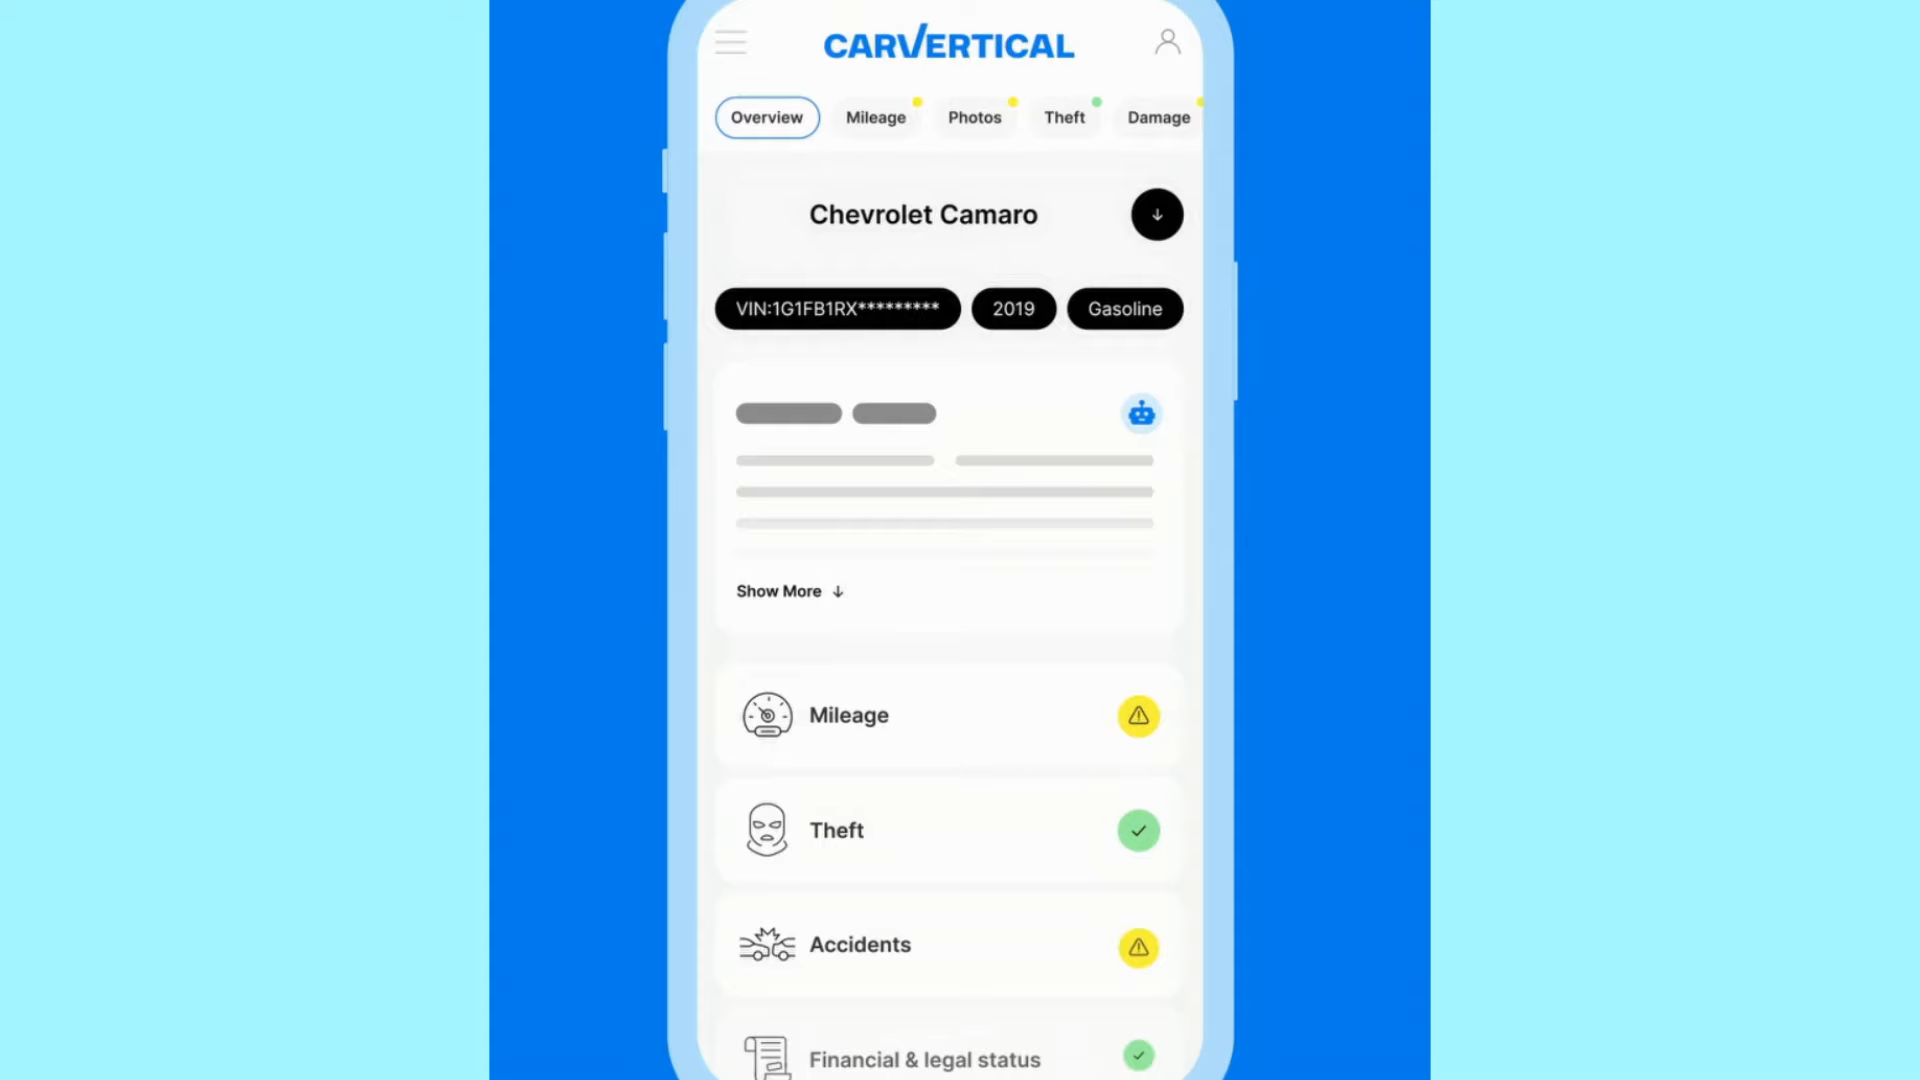 CARVERTICAL
Overview Mileage Photos Theft Damage
Chevrolet Camaro
VIN:1G1FB1RX********* 2019 Gasoline
Show More
Mileage
Theft
Accidents
Financial & legal status